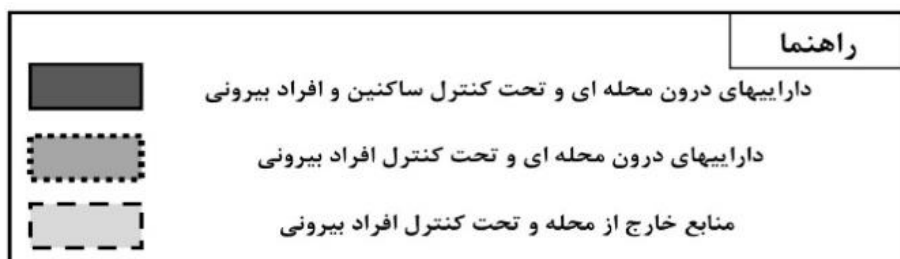 راهنما
داراییهای درون محله ای و تحت کنترل ساکنین و افراد بیرونی
داراییهای درون محله ای و تحت کنترل افراد بیرونی
منابع خارج از محله و تحت کنترل افراد بیرونی